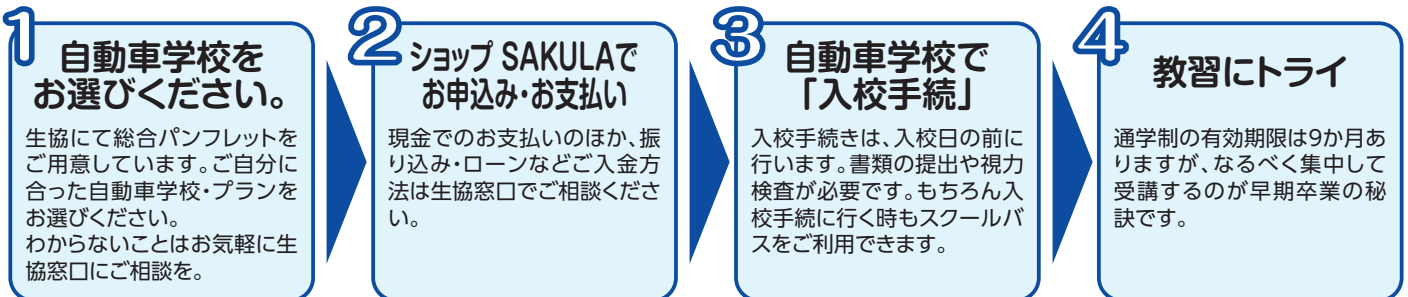 1
自動車学校を
お選びください。
生協にて総合パンフレットを
ご用意しています。ご自分に
合った自動車学校・プランを
お選びください。
わからないことはお気軽に生
協窓口にご相談を。
2
ショップ SAKULAで
お申込み・お支払い
現金でのお支払いのほか、振
り込み・ローンなどご入金方
法は生協窓口でご相談くださ
い。
3
自動車学校で
「入校手続」
入校手続きは、入校日の前に
行います。書類の提出や視力
検査が必要です。もちろん入
校手続に行く時もスクールバ
スをご利用できます。
4
教習にトライ
通学制の有効期限は9か月あ
りますが、なるべく集中して
受講するのが早期卒業の秘
訣です。